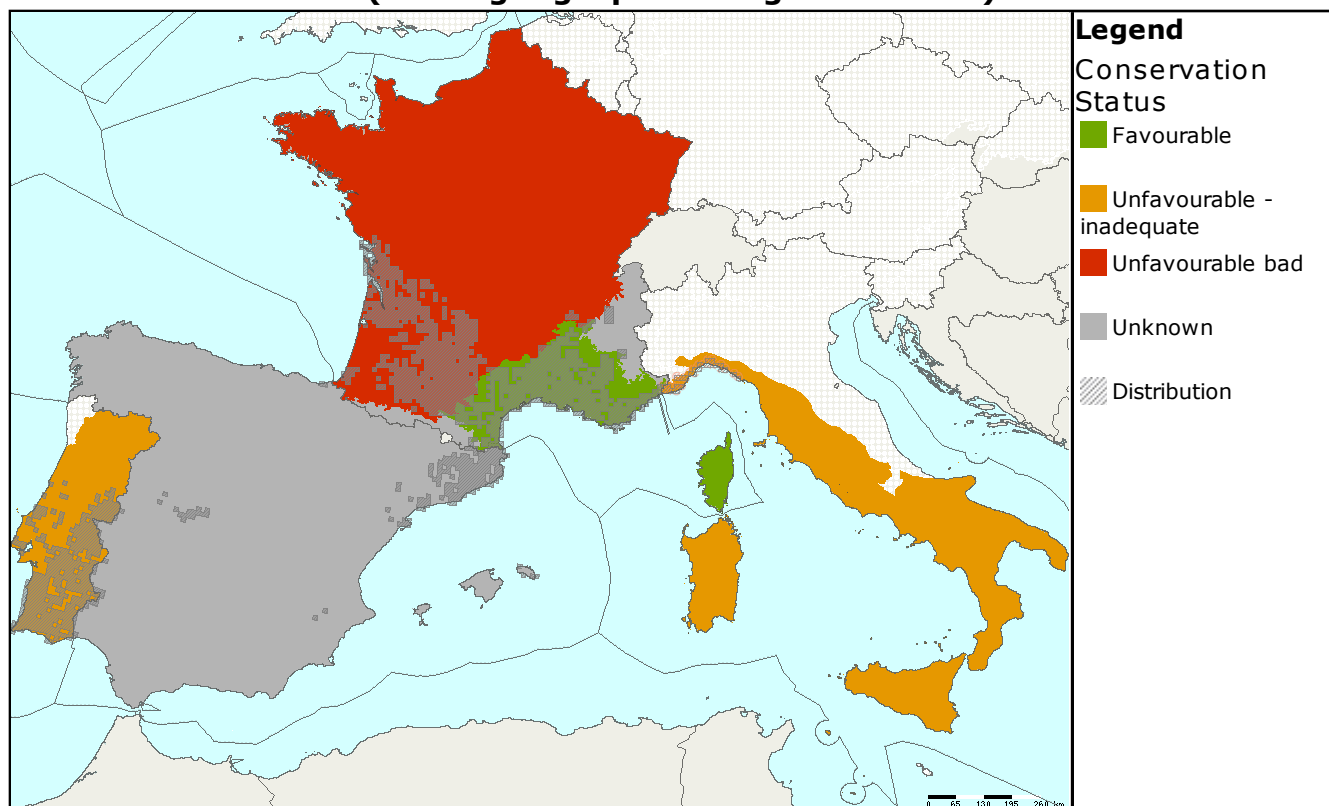 Legend
Conservation
Status
Favourable
Unfavourable -
inadequate
Unfavourable bad
Unknown
Distribution
0 65 130 195 260 km